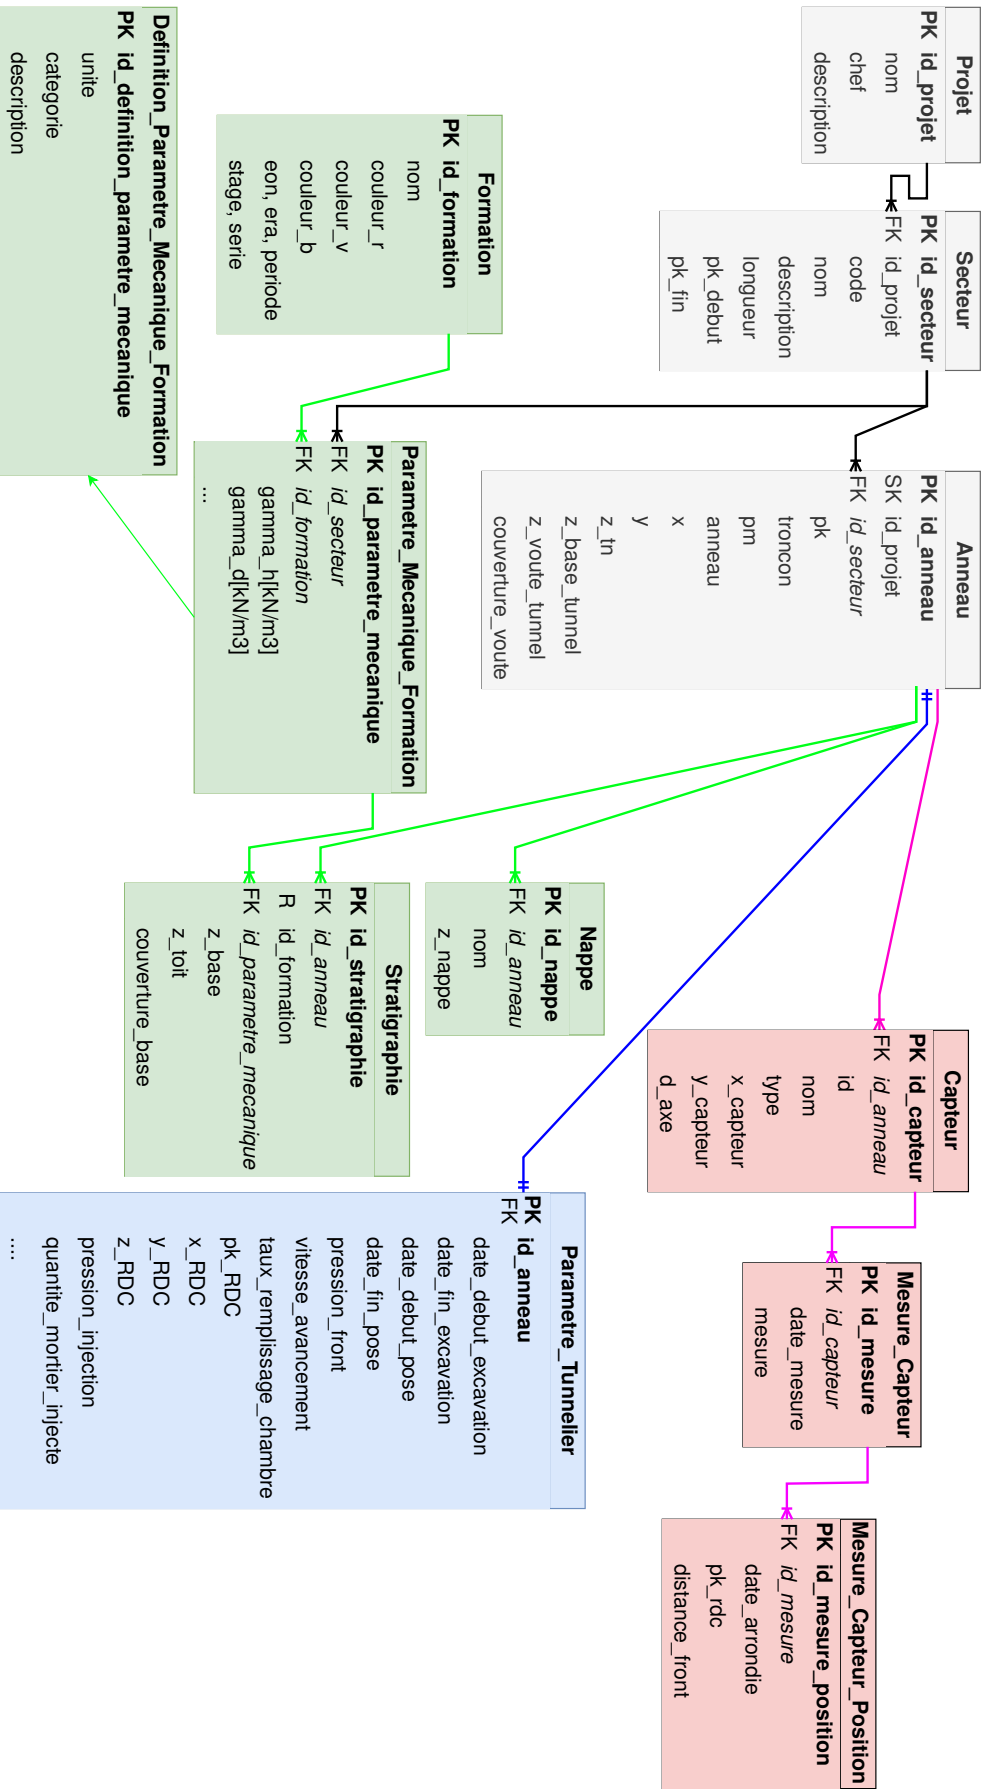 Projet
PK id_projet
nom
chef
description
Secteur
PK id_secteur
FK id_projet
code
nom
description
longueur
pk_debut
pk_fin
Anneau
PK id_anneau
SK id_projet
FK id_secteur
pk
troncon
pm
anneau
x
y
z_tn
z_base_tunnel
z_voute_tunnel
couverture_voute
Capteur
PK id_capteur
FK id_anneau
id
nom
type
x_capteur
y_capteur
d_axe
Mesure_Capteur
PK id_mesure
FK id_capteur
date_mesure
mesure
Mesure_Capteur_Position
PK id_mesure_position
FK id_mesure
date_arrondie
pk_rdc
distance_front
Formation
PK id_formation
nom
couleur_r
couleur_v
couleur_b
eon, era, periode
stage, serie
Parametre_Mecanique_Formation
PK id_parametre_mecanique
FK id_secteur
FK id_formation
gamma_h[kN/m3]
gamma_d[kN/m3]
...
Nappe
PK id_nappe
FK id_anneau
nom
z_nappe
Stratigraphie
PK id_stratigraphie
FK id_anneau
R id_formation
FK id_parametre_mecanique
z_base
z_toit
couverture_base
Parametre_Tunnelier
PK id_anneau
FK
date_debut_excavation
date_fin_excavation
date_debut_pose
date_fin_pose
pression_front
vitesse_avancement
taux_remplissage_chambre
pk_RDC
x_RDC
y_RDC
z_RDC
pression_injection
quantite_mortier_injecte
....
Definition_Parametre_Mecanique_Formation
PK id_definition_parametre_mecanique
unite
categorie
description